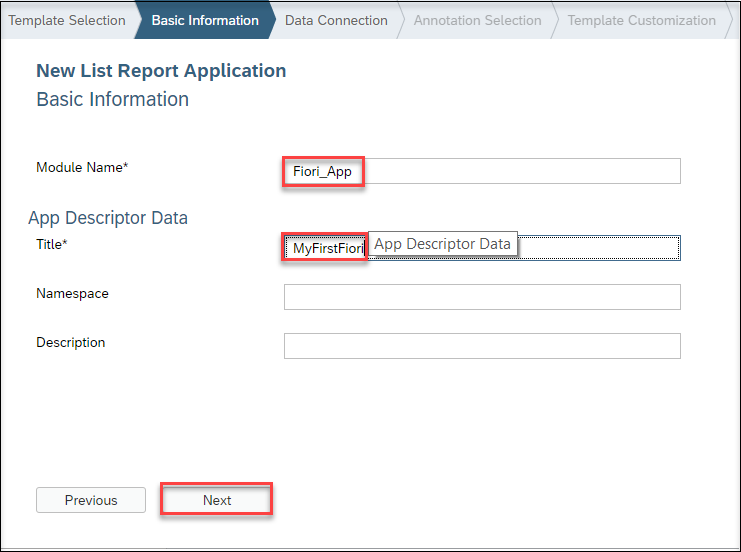 Template Selection Basic Information Data Connection Annotation Selection Template Customization
New List Report Application
Basic Information
Module Name* Fiori_App
App Descriptor Data
Title* MyFirstFiori App Descriptor Data
Namespace
Description
Previous Next